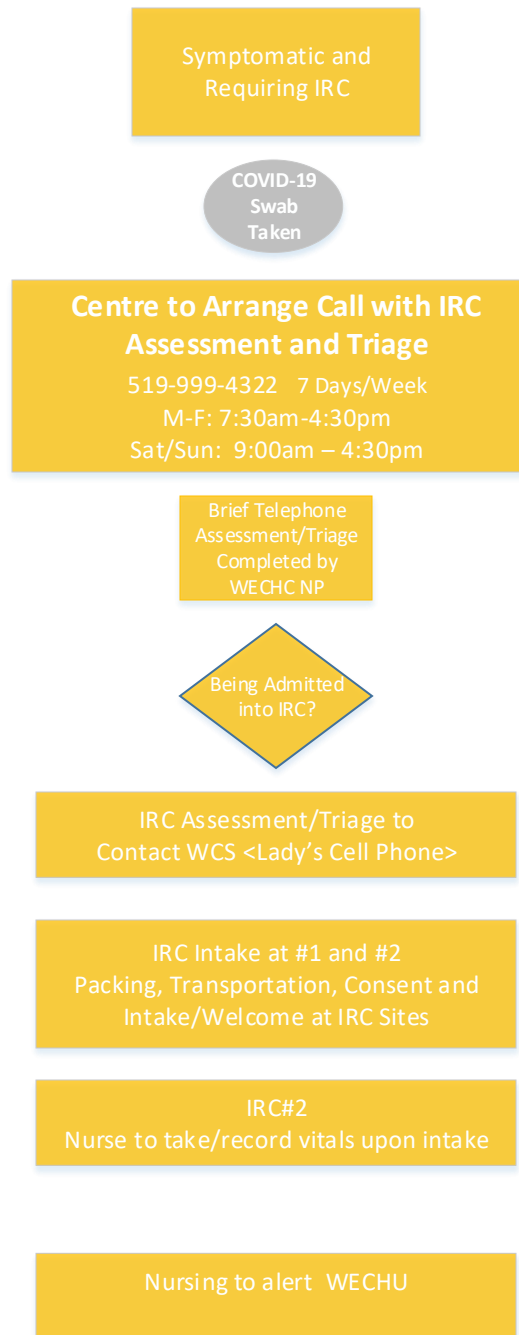 Symptomatic and
Requiring IRC
COVID-19
Swab
Taken
Centre to Arrange Call with IRC
Assessment and Triage
519-999-4322 7 Days/Week
M-F: 7:30am-4:30pm
Sat/Sun: 9:00am – 4:30pm
Brief Telephone
Assessment/Triage
Completed by
WECHC NP
Being Admitted
into IRC?
IRC Assessment/Triage to
Contact WCS <Lady’s Cell Phone>
IRC Intake at #1 and #2
Packing, Transportation, Consent and
Intake/Welcome at IRC Sites
IRC#2
Nurse to take/record vitals upon intake
Nursing to alert WECHU